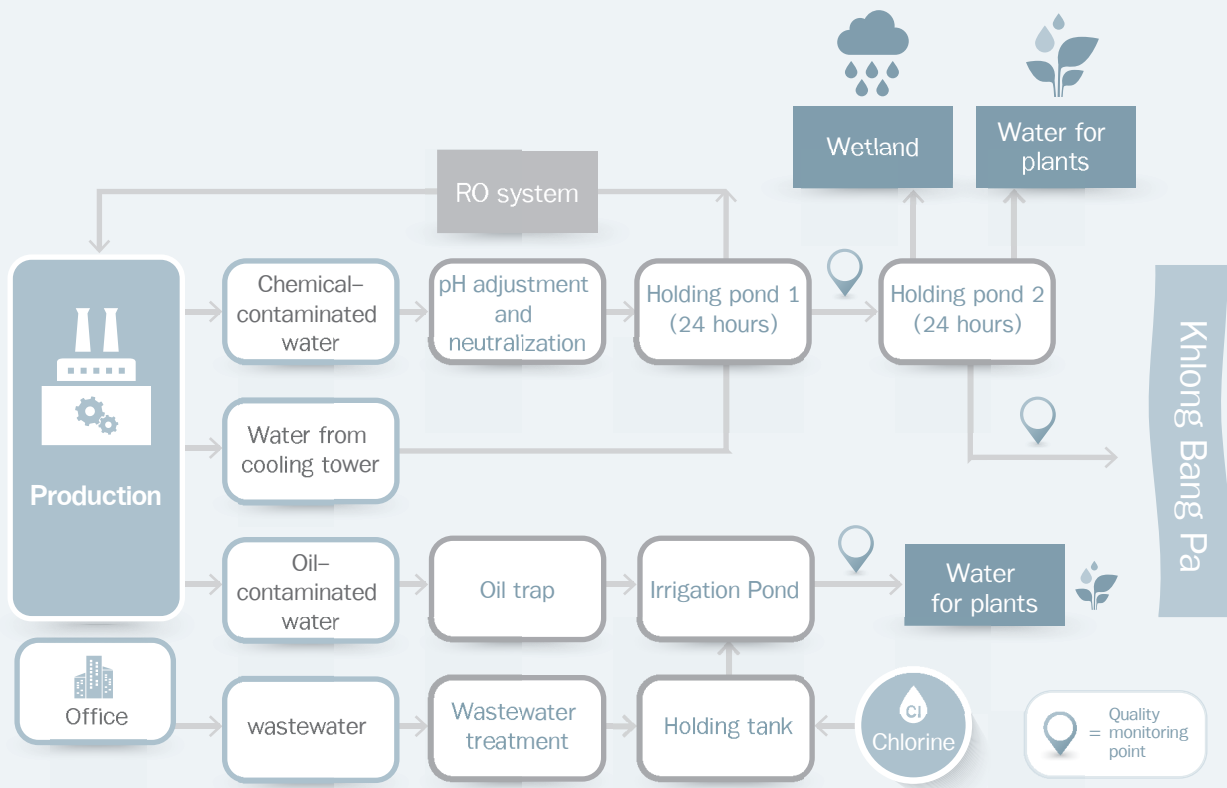 Wetland
Water for
plants
RO system
Chemical–
contaminated
water
pH adjustment
and
neutralization
Holding pond 1
(24 hours)
Holding pond 2
(24 hours)
Production
Water from
cooling tower
Khlong Bang Pa
Oil–
contaminated
water
Oil trap
Irrigation Pond
Water
for plants
Office
wastewater
Wastewater
treatment
Holding tank
Cl
Chlorine
=
Quality
monitoring
point